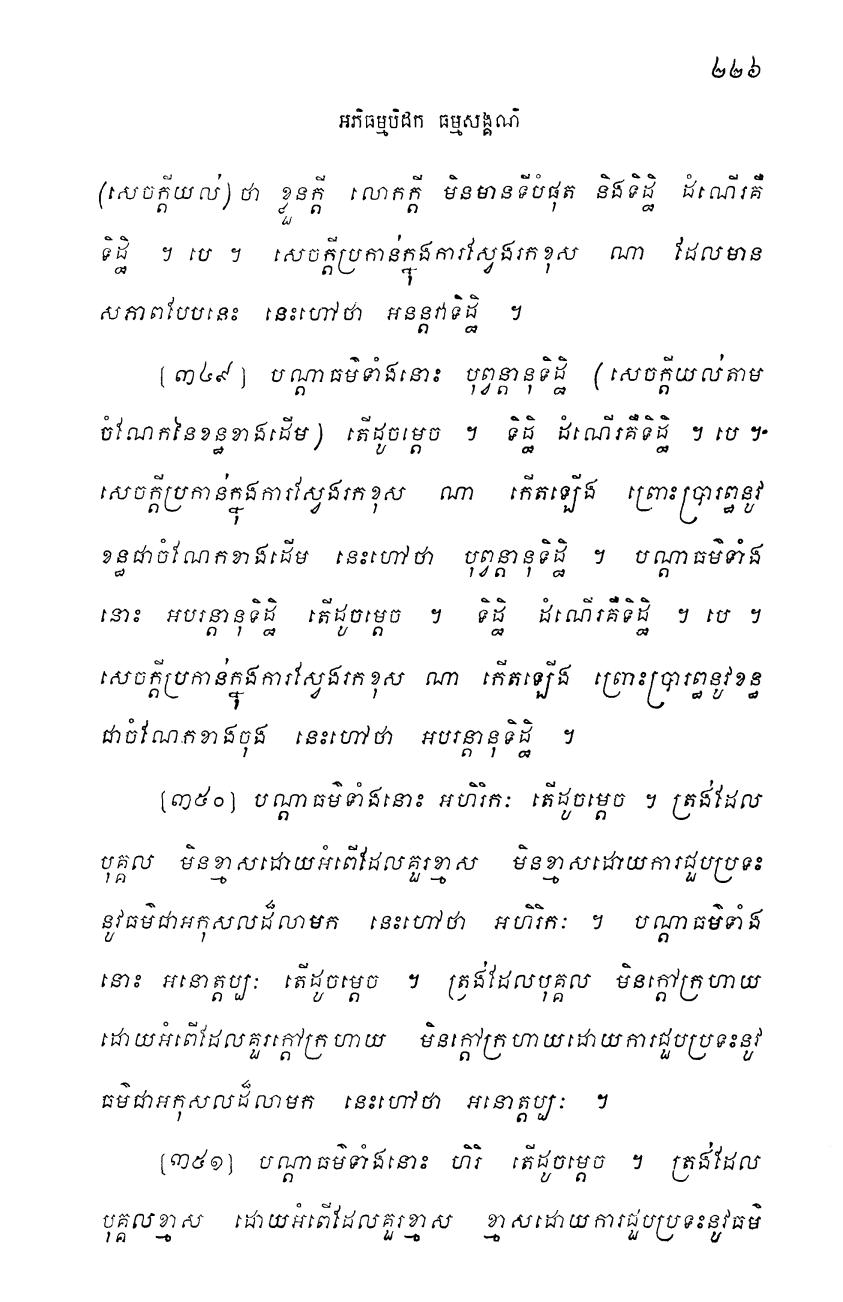 ២២៦
អភិធម្មបិដក ធម្មសង្គណី
(សេចក្តីយល់) ថា ខ្លួនក្តី លោកក្តី មិនមានទីបំផុត និងទិដ្ឋិ ដំណើរគឺ
ទិដ្ឋិ ។ បេ ។ សេចក្តីប្រកាន់ក្នុងការស្វែងរកខុស ណា ដែលមាន
សភាពបែបនេះ នេះហៅថា អនន្តវាទិដ្ឋិ ។
[៣៤៩] បណ្តាធម៌ទាំងនោះ បុព្វន្តានុទិដ្ឋិ (សេចក្តីយល់តាម
ចំណែកនៃខន្ធខាងដើម) តើដូចម្តេច ។ ទិដ្ឋិ ដំណើរគឺទិដ្ឋិ ។ បេ ។
សេចក្តីប្រកាន់ក្នុងការស្វែងរកខុស ណា កើតឡើង ព្រោះប្រារព្ធនូវ
ខន្ធជាចំណែកខាងដើម នេះហៅថា បុព្វន្តានុទិដ្ឋិ ។ បណ្តាធម៌ទាំង
នោះ អបរន្តានុទិដ្ឋិ តើដូចម្តេច ។ ទិដ្ឋិ ដំណើរគឺទិដ្ឋិ ។ បេ ។
សេចក្តីប្រកាន់ក្នុងការស្វែងរកខុស ណា កើតឡើង ព្រោះប្រារព្ធនូវខន្ធ
ជាចំណែកខាងចុង នេះហៅថា អបរន្តានុទិដ្ឋិ ។
[៣៥០] បណ្តាធម៌ទាំងនោះ អហិរិកៈ តើដូចម្តេច ។ ត្រង់ដែល
បុគ្គល មិនខ្មាសដោយអំពើដែលគួរខ្មាស មិនខ្មាសដោយការជួបប្រទះ
នូវធម៌ជាអកុសលដ៏លាមក នេះហៅថា អហិរិកៈ ។ បណ្តាធម៌ទាំង
នោះ អនោត្តប្បៈ តើដូចម្តេច ។ ត្រង់ដែលបុគ្គល មិនក្តៅក្រហាយ
ដោយអំពើដែលគួរក្តៅក្រហាយ មិនក្តៅក្រហាយដោយការជួបប្រទះនូវ
ធម៌ជាអកុសលដ៏លាមក នេះហៅថា អនោត្តប្បៈ ។
[៣៥១] បណ្តាធម៌ទាំងនោះ ហិរិ តើដូចម្តេច ។ ត្រង់ដែល
បុគ្គលខ្មាស ដោយអំពើដែលគួរខ្មាស ខ្មាសដោយការជួបប្រទះនូវធម៌